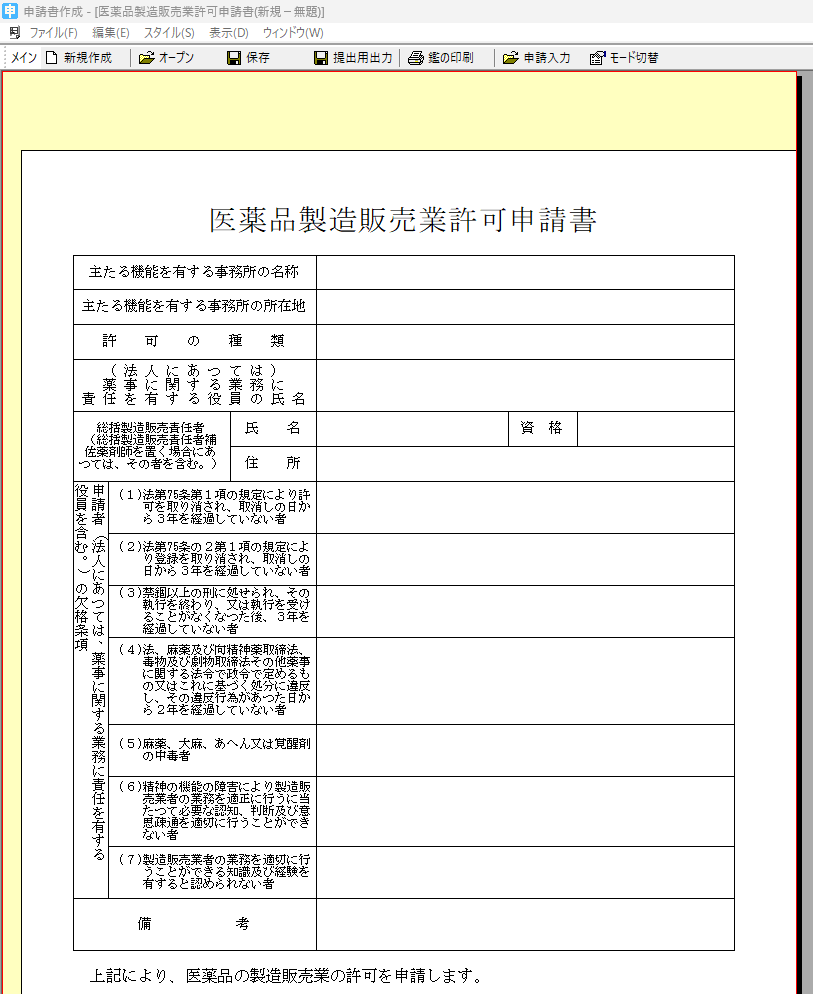 申請書作成 - [医薬品製造販売業許可申請書(新規－無題)]
ファイル(F) 編集(E) スタイル(S) 表示(D) ウィンドウ(W)
メイン 新規作成 オープン 保存 提出用出力 鑑の印刷 申請入力 モード切替
医薬品製造販売業許可申請書
主たる機能を有する事務所の名称
主たる機能を有する事務所の所在地
許可の種類
（法人にあつては）
薬事に関する業務に
責任を有する役員の氏名
総括製造販売責任者
（総括製造販売責任者補
佐薬剤師を置く場合にあ
つては、その者を含む。）
氏名
資格
住所
申請者（法人にあつては、薬事に関する業務に責任を有する
役員を含む。）の欠格条項
(1)法第75条第１項の規定により許
可を取り消され、取消しの日か
ら３年を経過していない者
(2)法第75条の２第１項の規定によ
り登録を取り消され、取消しの
日から３年を経過していない者
(3)禁錮以上の刑に処せられ、その
執行を終わり、又は執行を受け
ることがなくなつた後、３年を
経過していない者
(4)法、麻薬及び向精神薬取締法、
毒物及び劇物取締法その他薬事
に関する法令で政令で定めるも
の又はこれに基づく処分に違反
し、その違反行為があつた日か
ら２年を経過していない者
(5)麻薬、大麻、あへん又は覚醒剤
の中毒者
(6)精神の機能の障害により製造販
売業者の業務を適正に行うに当
たつて必要な認知、判断及び意
思疎通を適切に行うことができ
ない者
(7)製造販売業者の業務を適切に行
うことができる知識及び経験を
有すると認められない者
備考
上記により、医薬品の製造販売業の許可を申請します。